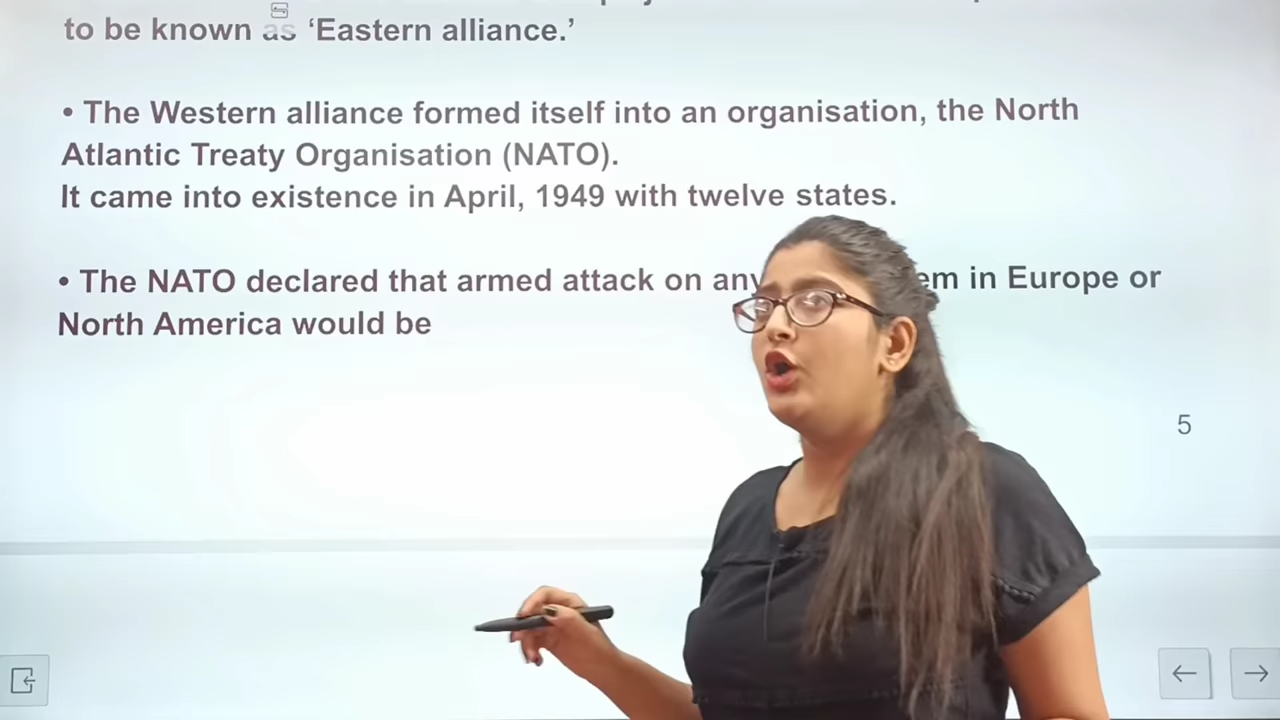 to be known as ‘Eastern alliance.’
• The Western alliance formed itself into an organisation, the North
Atlantic Treaty Organisation (NATO).
It came into existence in April, 1949 with twelve states.
• The NATO declared that armed attack on any em in Europe or
North America would be
5